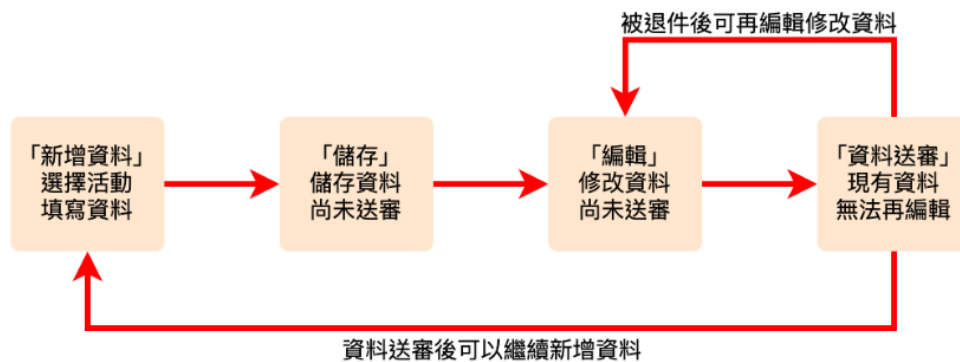 被退件後可再編輯修改資料
「新增資料」
選擇活動
填寫資料
「儲存」
儲存資料
尚未送審
「編輯」
修改資料
尚未送審
「資料送審」
現有資料
無法再編輯
資料送審後可以繼續新增資料